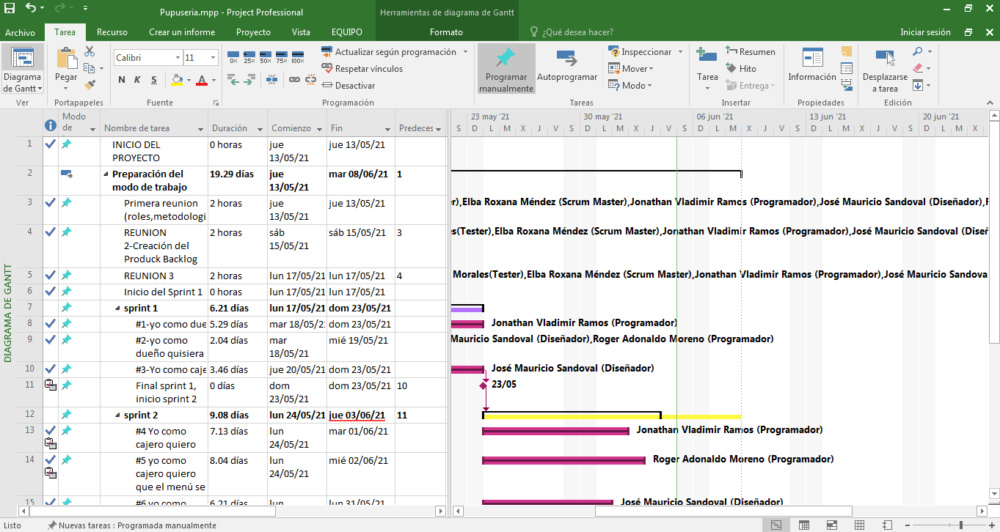 Pupuseria.mpp - Project Professional
Herramientas de diagrama de Gantt
Archivo Tarea Recurso Crear un informe Proyecto Vista EQUIPO Formato ¿Qué desea hacer? Iniciar sesión
Diagrama de Gantt
Ver
Pegar
Portapapeles
Calibri 11
N K S
Fuente
0% 25% 50% 75% 100%
Actualizar según programación
Respetar vínculos
Desactivar
Programación
Programar manualmente
Autoprogramar
Inspeccionar
Mover
Modo
Tareas
Tarea
Resumen
Hito
Entrega
Insertar
Información
Propiedades
Desplazarse a tarea
Edición
DIAGRAMA DE GANTT
Modo de Nombre de tarea Duración Comienzo Fin Predeces
23 may '21 30 may '21 06 jun '21 13 jun '21 20 jun '21
S D L M X J V S D L M X J V S D L M X J V S D L M X J V S D L M X
1 INICIO DEL PROYECTO 0 horas jue 13/05/21 jue 13/05/21
2 Preparación del modo de trabajo 19.29 días jue 13/05/21 mar 08/06/21 1
3 Primera reunion (roles,metodologi 2 horas jue 13/05/21 jue 13/05/21
r),Elba Roxana Méndez (Scrum Master),Jonathan Vladimir Ramos (Programador),José Mauricio Sandoval (Diseñador),
4 REUNION 2-Creación del Produck Backlog 2 horas sáb 15/05/21 sáb 15/05/21 3
s(Tester),Elba Roxana Méndez (Scrum Master),Jonathan Vladimir Ramos (Programador),José Mauricio Sandoval (Diseñ
5 REUNION 3 2 horas lun 17/05/21 lun 17/05/21 4
Morales(Tester),Elba Roxana Méndez (Scrum Master),Jonathan Vladimir Ramos (Programador),José Mauricio Sandova
6 Inicio del Sprint 1 0 horas lun 17/05/21 lun 17/05/21
7 sprint 1 6.21 días lun 17/05/21 dom 23/05/21
8 #1-yo como due 5.29 días mar 18/05/2 dom 23/05/21
Jonathan Vladimir Ramos (Programador)
9 #2-yo como dueño quisiera 2.04 días mar 18/05/21 mié 19/05/21
Mauricio Sandoval (Diseñador),Roger Adonaldo Moreno (Programador)
10 #3-Yo como caje 3.46 días jue 20/05/21 dom 23/05/21
José Mauricio Sandoval (Diseñador)
11 Final sprint 1, inicio sprint 2 0 días dom 23/05/21 dom 23/05/21 10
23/05
12 sprint 2 9.08 días lun 24/05/21 jue 03/06/21 11
13 #4 Yo como cajero quiero 7.13 días lun 24/05/21 mar 01/06/21
Jonathan Vladimir Ramos (Programador)
14 #5 yo como cajero quiero que el menú se 8.04 días lun 24/05/21 mié 02/06/21
Roger Adonaldo Moreno (Programador)
15 #6 yo como 6.21 días lun lun 31/05/21
José Mauricio Sandoval (Diseñador)
Listo Nuevas tareas : Programada manualmente